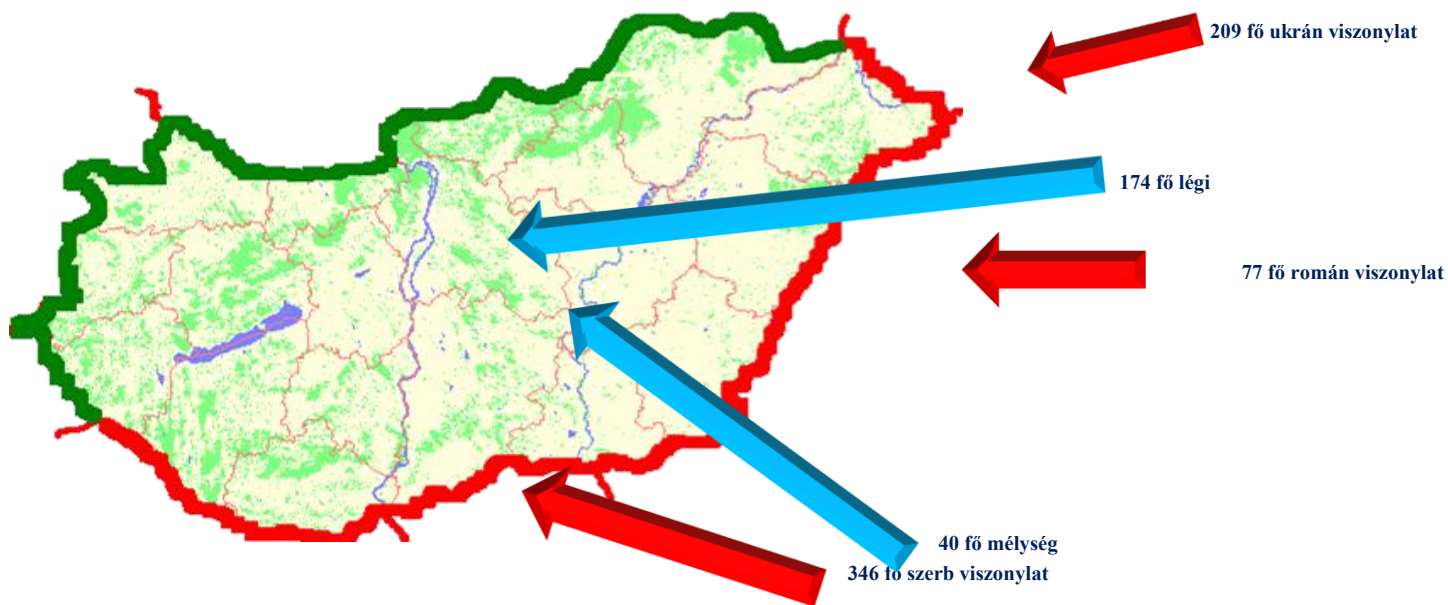 209 fő ukrán viszonylat
174 fő légi
77 fő román viszonylat
40 fő mélység
346 fő szerb viszonylat